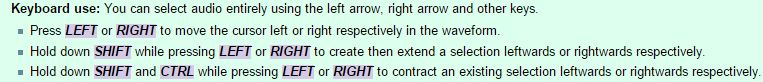 Keyboard use: You can select audio entirely using the left arrow, right arrow and other keys.
Press LEFT or RIGHT to move the cursor left or right respectively in the waveform.
Hold down SHIFT while pressing LEFT or RIGHT to create then extend a selection leftwards or rightwards respectively.
Hold down SHIFT and CTRL while pressing LEFT or RIGHT to contract an existing selection leftwards or rightwards respectively.